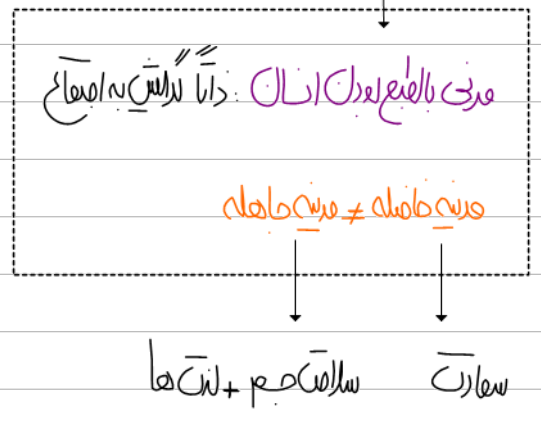 مدنی بالطبع بودن انسان : ذاتاً گرایش به اجتماع
مدینه فاضله ≠ مدینه جاهله
سعادت
سلامت جسم + لذت ها